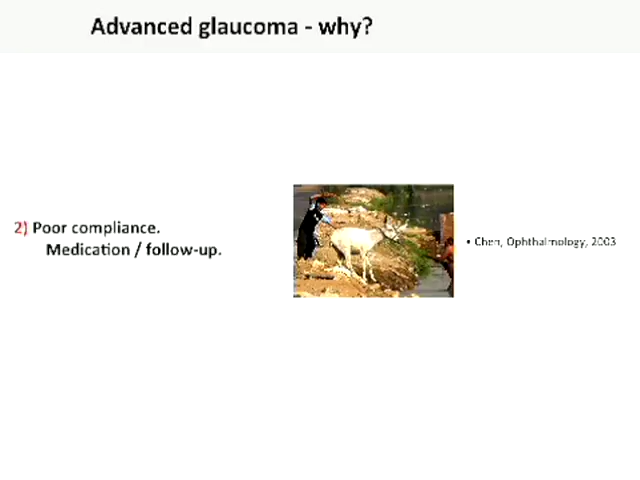 Advanced glaucoma - why?
2) Poor compliance.
Medication / follow-up.
• Chen, Ophthalmology, 2003